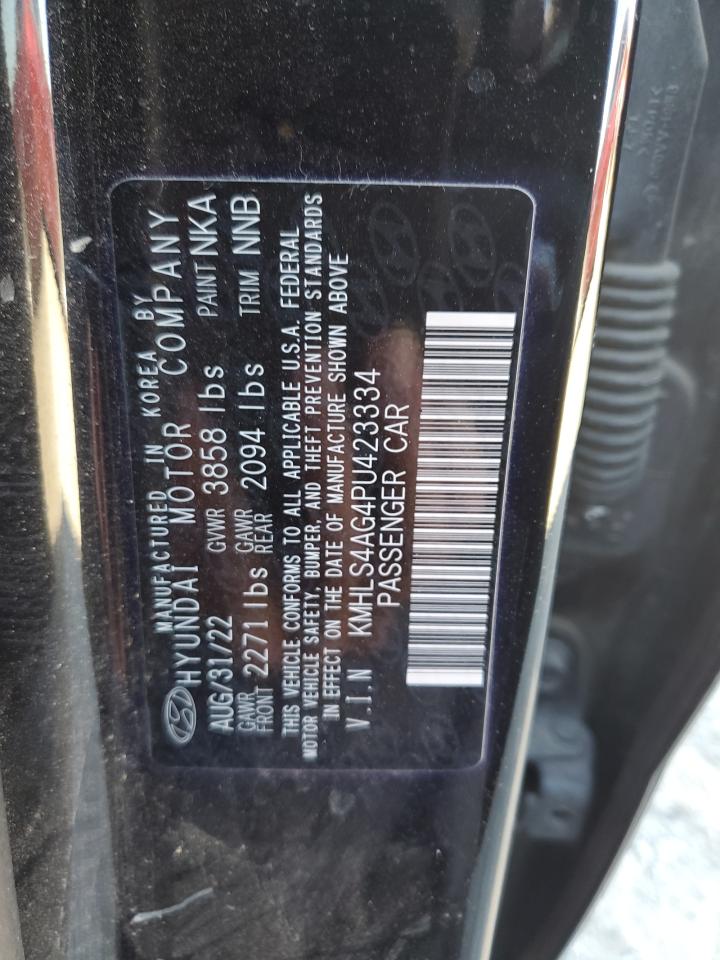 MANUFACTURED IN KOREA BY
HYUNDAI MOTOR COMPANY
AUG/31/22 GVWR 3858 lbs PAINT NKA
GAWR FRONT 2271 lbs GAWR REAR 2094 lbs TRIM NNB
THIS VEHICLE CONFORMS TO ALL APPLICABLE U.S.A. FEDERAL
MOTOR VEHICLE SAFETY, BUMPER, AND THEFT PREVENTION STANDARDS
IN EFFECT ON THE DATE OF MANUFACTURE SHOWN ABOVE
V.I.N KMHLS4AG4PU423334
PASSENGER CAR